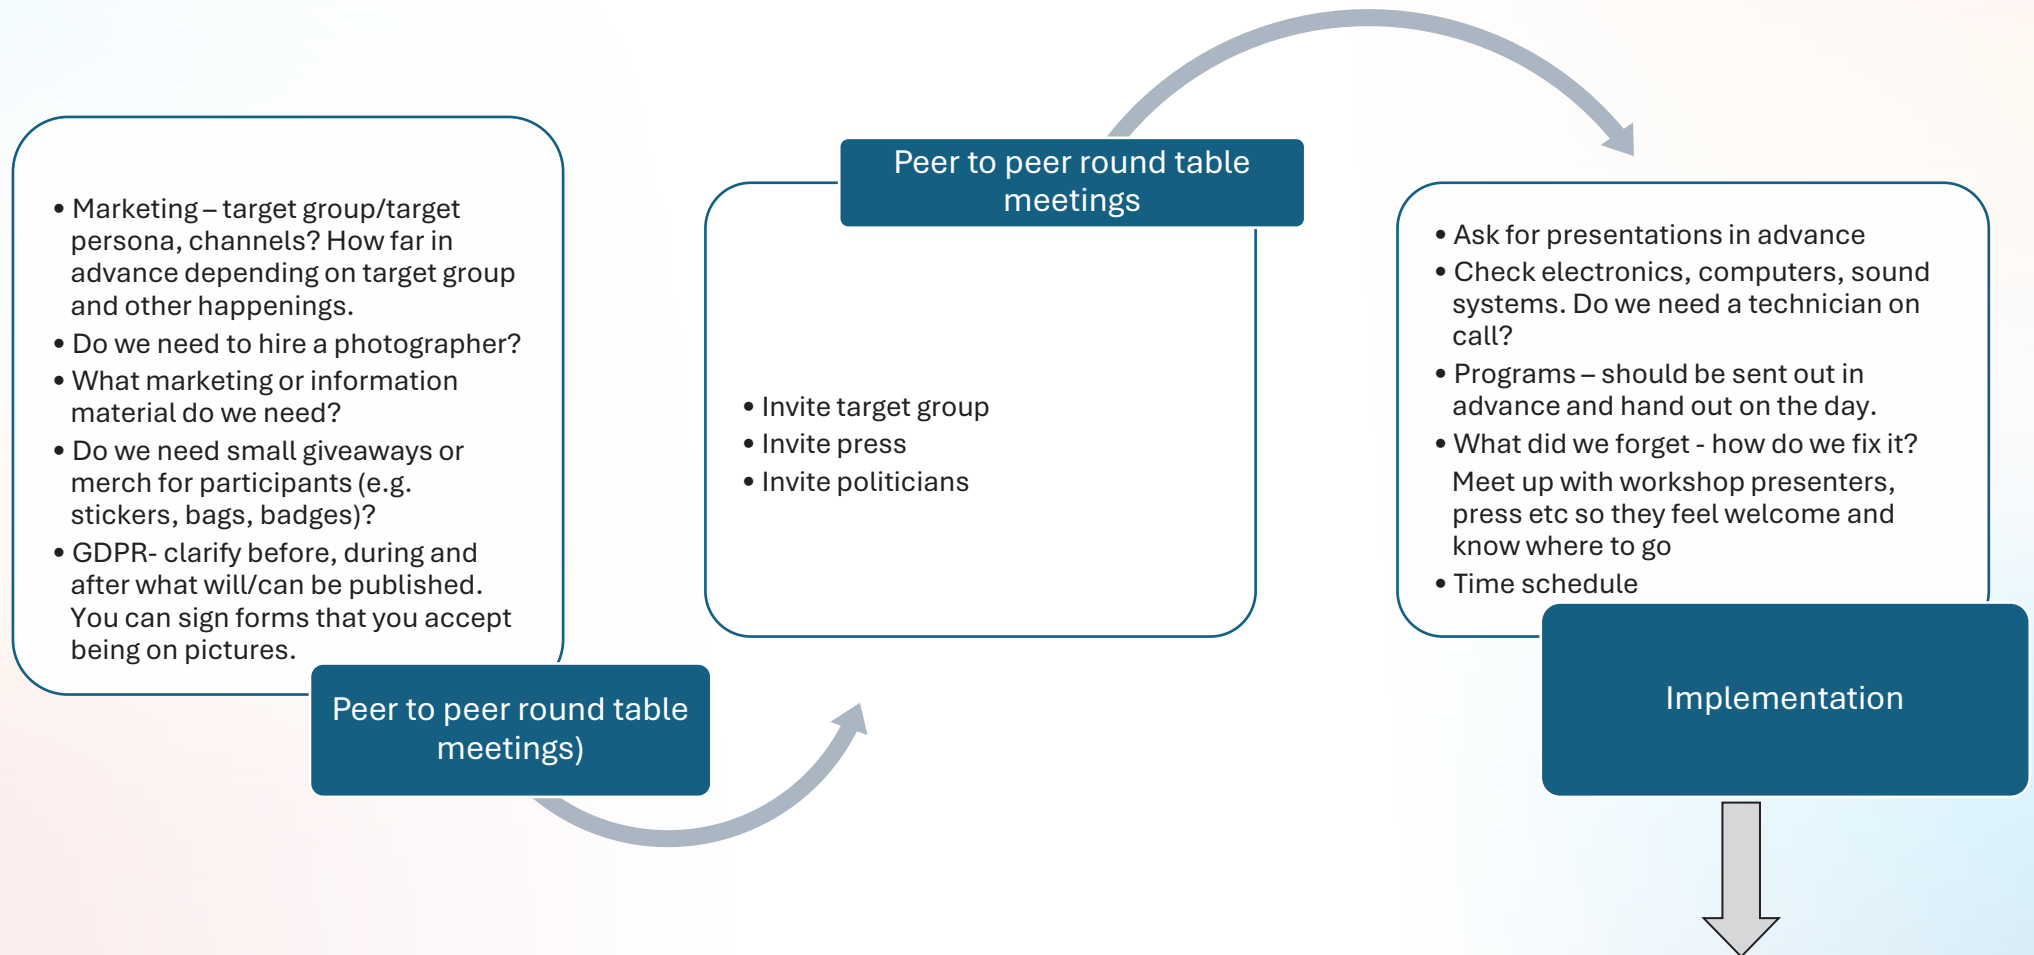 • Marketing – target group/target
persona, channels? How far in
advance depending on target group
and other happenings.
• Do we need to hire a photographer?
• What marketing or information
material do we need?
• Do we need small giveaways or
merch for participants (e.g.
stickers, bags, badges)?
• GDPR- clarify before, during and
after what will/can be published.
You can sign forms that you accept
being on pictures.
Peer to peer round table
meetings)
Peer to peer round table
meetings
• Invite target group
• Invite press
• Invite politicians
• Ask for presentations in advance
• Check electronics, computers, sound
systems. Do we need a technician on
call?
• Programs – should be sent out in
advance and hand out on the day.
• What did we forget - how do we fix it?
Meet up with workshop presenters,
press etc so they feel welcome and
know where to go
• Time schedule
Implementation